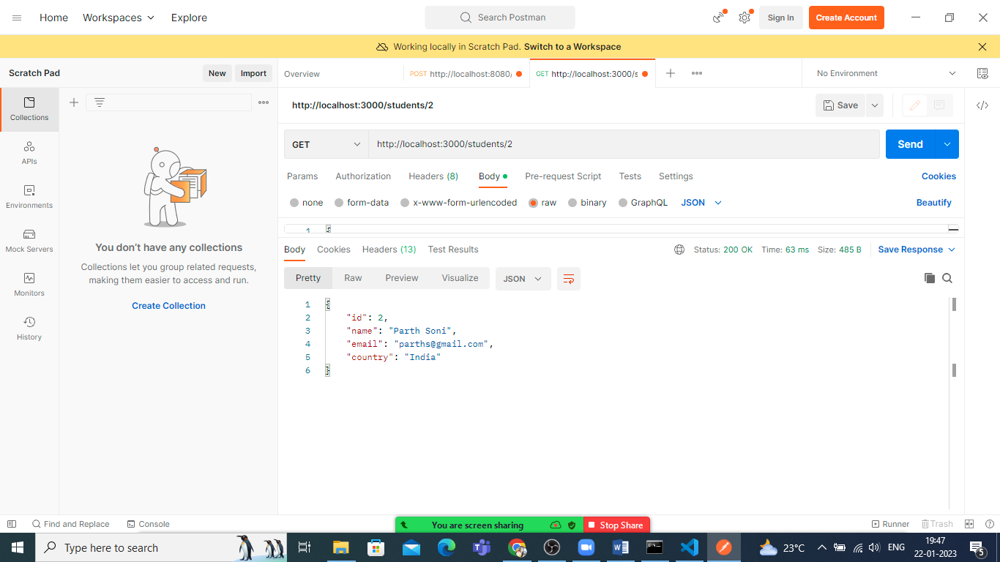 Home Workspaces Explore Search Postman Sign In Create Account
Working locally in Scratch Pad. Switch to a Workspace
Scratch Pad New Import Overview POST http://localhost:8080/ GET http://localhost:3000/s No Environment
http://localhost:3000/students/2 Save
Collections
APIs
Environments
Mock Servers
Monitors
History
You don't have any collections
Collections let you group related requests,
making them easier to access and run.
Create Collection
GET http://localhost:3000/students/2 Send
Params Authorization Headers (8) Body Pre-request Script Tests Settings Cookies
none form-data x-www-form-urlencoded raw binary GraphQL JSON Beautify
1 {
Body Cookies Headers (13) Test Results Status: 200 OK Time: 63 ms Size: 485 B Save Response
Pretty Raw Preview Visualize JSON
1 {
2 "id": 2,
3 "name": "Parth Soni",
4 "email": "parths@gmail.com",
5 "country": "India"
6 }
Find and Replace Console You are screen sharing Stop Share Runner Trash
Type here to search 23°C ENG 19:47
22-01-2023 5